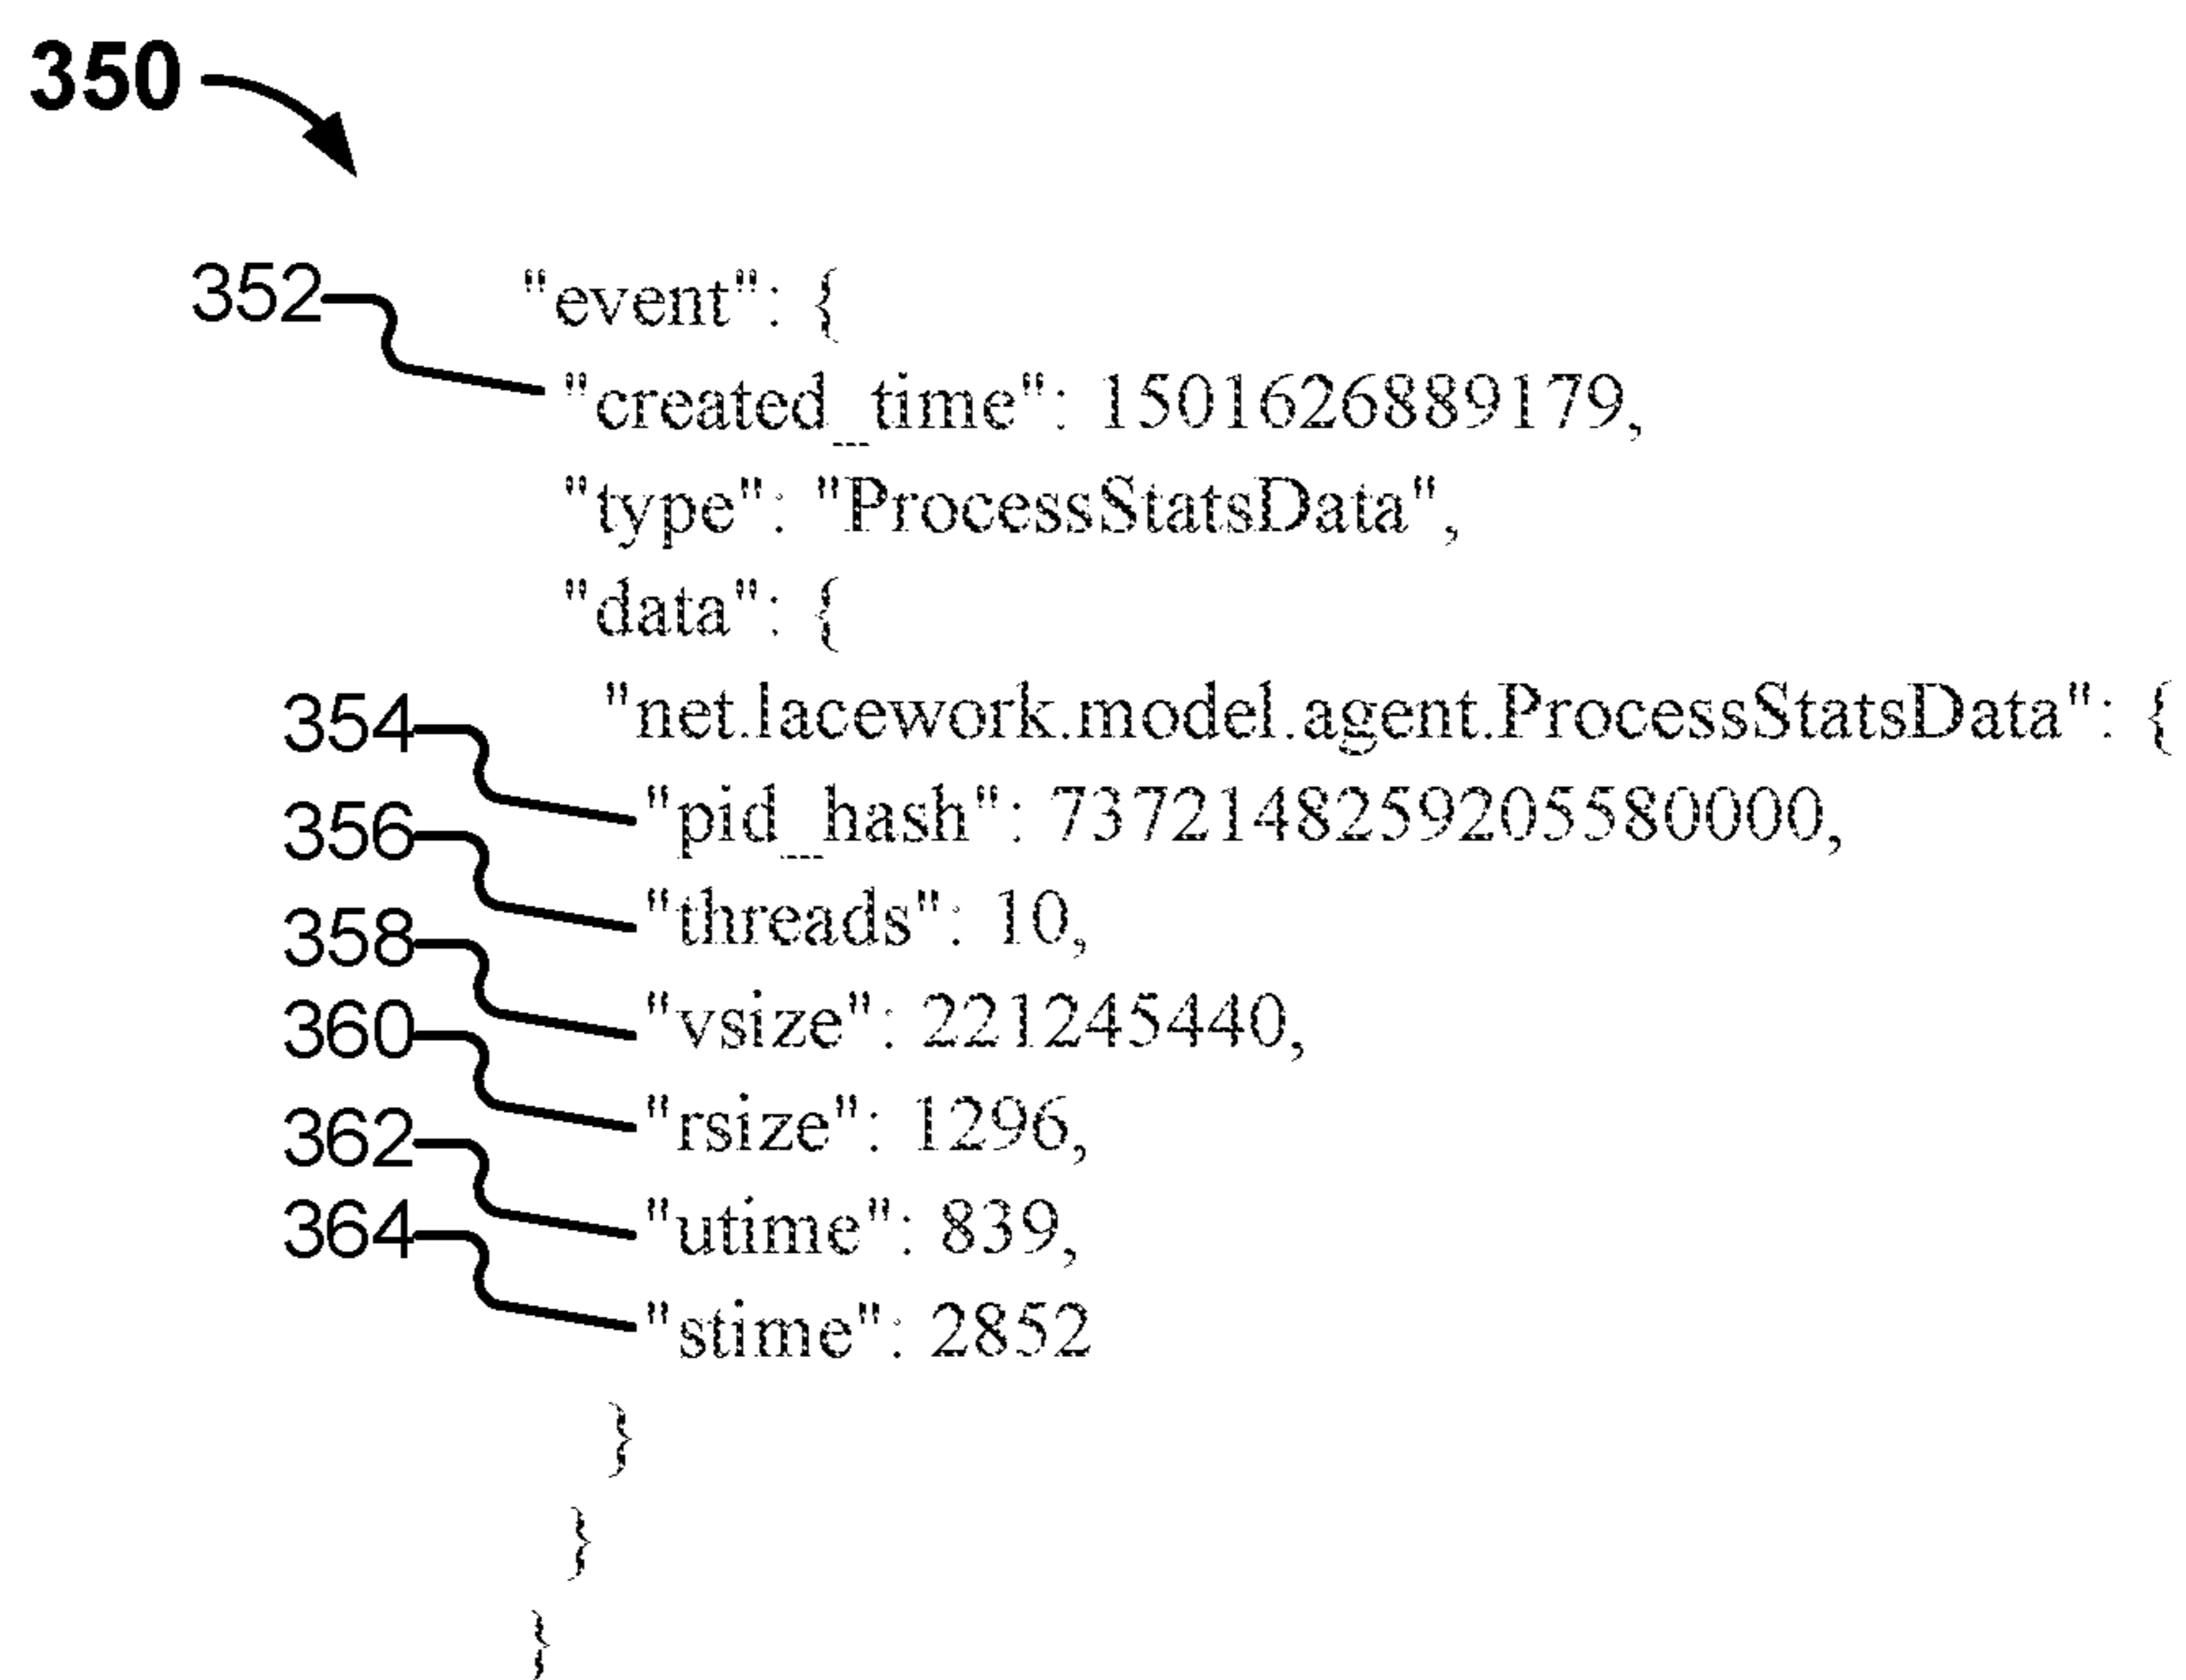 350
352 "event": {
"created_time": 1501626889179,
"type": "ProcessStatsData",
"data": {
354 "net.lacework.model.agent.ProcessStatsData": {
"pid_hash": 7372148259205580000,
356
"threads": 10,
358
"vsize": 221245440,
360
"rsize": 1296,
362
"utime": 839,
364
"stime": 2852
}
}
}